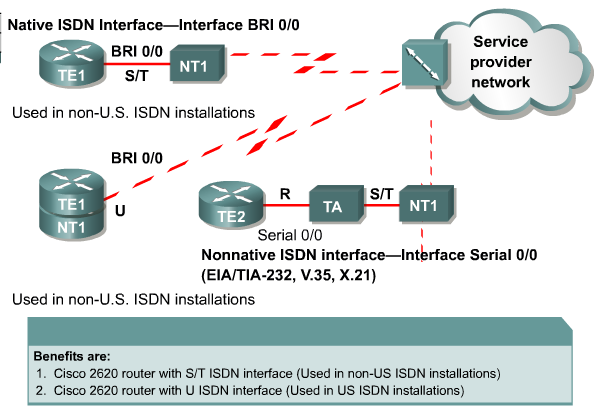 Native ISDN Interface—Interface BRI 0/0
BRI 0/0
TE1
S/T
NT1
Service
provider
network
Used in non-U.S. ISDN installations
BRI 0/0
TE1
NT1
U
TE2
R
TA
S/T
NT1
Serial 0/0
Nonnative ISDN interface—Interface Serial 0/0
(EIA/TIA-232, V.35, X.21)
Used in non-U.S. ISDN installations
Benefits are:
1. Cisco 2620 router with S/T ISDN interface (Used in non-US ISDN installations)
2. Cisco 2620 router with U ISDN interface (Used in US ISDN installations)